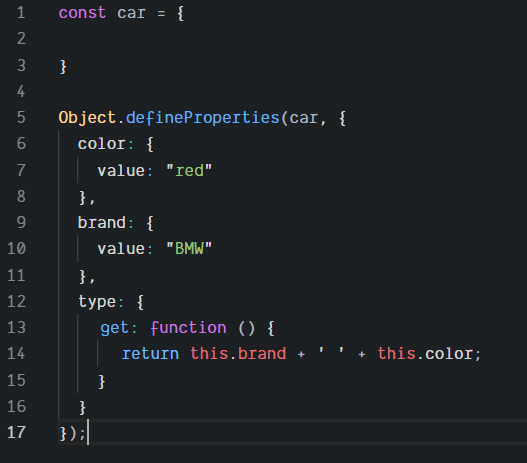 1 const car = {
2
3 }
4
5 Object.defineProperties(car, {
6   color: {
7     value: "red"
8   },
9   brand: {
10     value: "BMW"
11   },
12   type: {
13     get: function () {
14       return this.brand + ' ' + this.color;
15     }
16   }
17 });